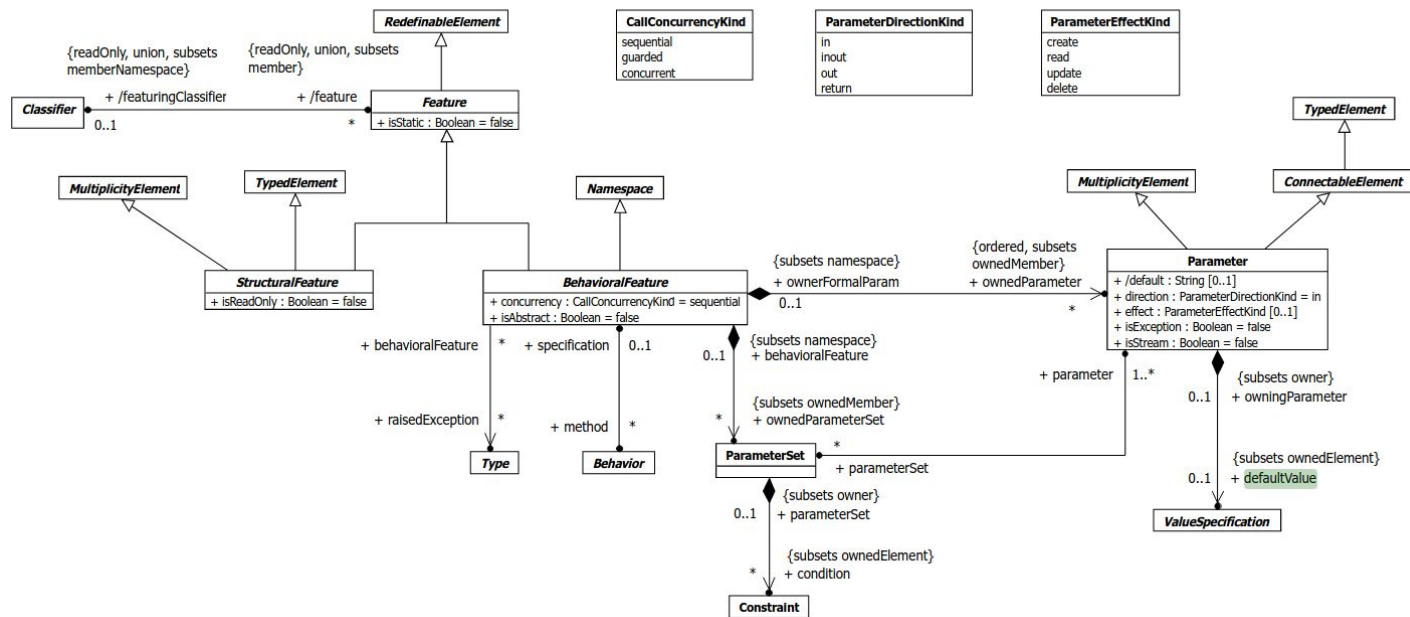 RedefinableElement
CallConcurrencyKind
sequential
guarded
concurrent
ParameterDirectionKind
in
inout
out
return
ParameterEffectKind
create
read
update
delete
{readOnly, union, subsets
memberNamespace}
{readOnly, union, subsets
member}
Classifier
+ /featuringClassifier
0..1
+ /feature
*
Feature
+ isStatic : Boolean = false
TypedElement
MultiplicityElement
TypedElement
Namespace
MultiplicityElement
ConnectableElement
StructuralFeature
+ isReadOnly : Boolean = false
BehavioralFeature
+ concurrency : CallConcurrencyKind = sequential
+ isAbstract : Boolean = false
{subsets namespace}
+ ownerFormalParam
0..1
{ordered, subsets
ownedMember}
+ ownedParameter
*
Parameter
+ /default : String [0..1]
+ direction : ParameterDirectionKind = in
+ effect : ParameterEffectKind [0..1]
+ isException : Boolean = false
+ isStream : Boolean = false
+ behavioralFeature
*
+ specification
0..1
0..1
{subsets namespace}
+ behavioralFeature
+ parameter
1..*
0..1
{subsets owner}
+ owningParameter
+ raisedException
*
+ method
*
*
{subsets ownedMember}
+ ownedParameterSet
Type
Behavior
ParameterSet
*
+ parameterSet
0..1
{subsets ownedElement}
+ defaultValue
ValueSpecification
0..1
{subsets owner}
+ parameterSet
*
{subsets ownedElement}
+ condition
Constraint